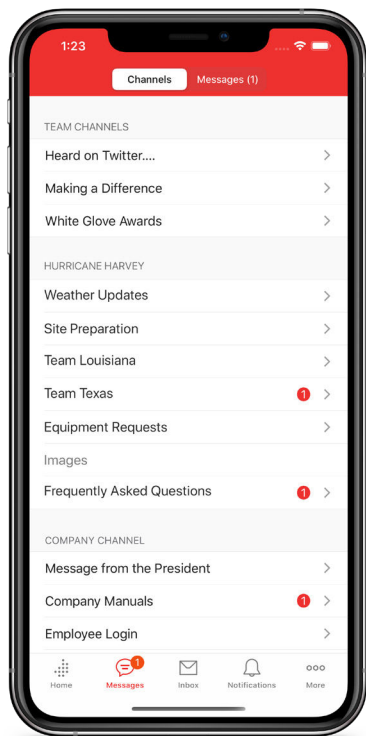 1:23
Channels Messages (1)
TEAM CHANNELS
Heard on Twitter....
Making a Difference
White Glove Awards
HURRICANE HARVEY
Weather Updates
Site Preparation
Team Louisiana
Team Texas 1
Equipment Requests
Images
Frequently Asked Questions 1
COMPANY CHANNEL
Message from the President
Company Manuals 1
Employee Login
1
Home Messages Inbox Notifications More